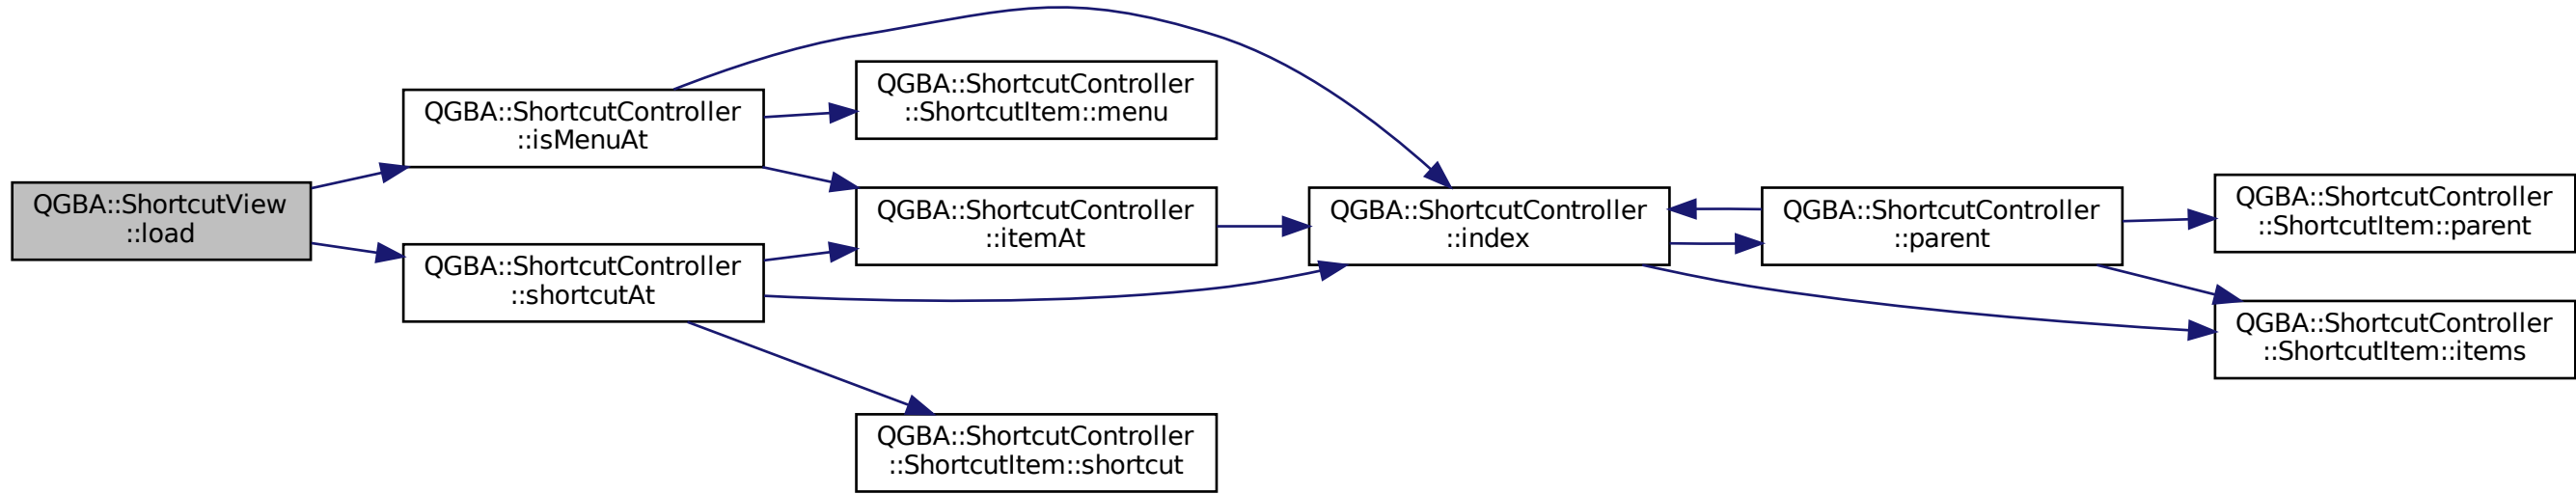 QGBA::ShortcutView
::load
QGBA::ShortcutController
::isMenuAt
QGBA::ShortcutController
::shortcutAt
QGBA::ShortcutController
::ShortcutItem::menu
QGBA::ShortcutController
::itemAt
QGBA::ShortcutController
::ShortcutItem::shortcut
QGBA::ShortcutController
::index
QGBA::ShortcutController
::parent
QGBA::ShortcutController
::ShortcutItem::parent
QGBA::ShortcutController
::ShortcutItem::items